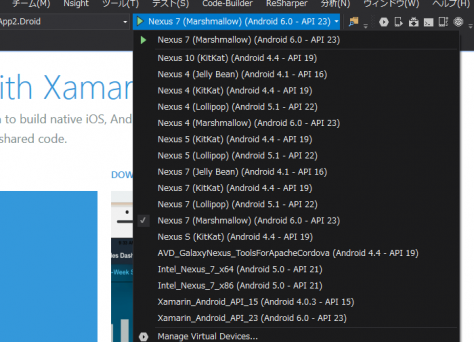 チーム(M) Nsight ツール(T) テスト(S) Code-Builder ReSharper 分析(N) ウィンドウ(W) ヘルプ(H)
App2.Droid Nexus 7 (Marshmallow) (Android 6.0 - API 23)
Nexus 7 (Marshmallow) (Android 6.0 - API 23)
Nexus 10 (KitKat) (Android 4.4 - API 19)
Nexus 4 (Jelly Bean) (Android 4.1 - API 16)
Nexus 4 (KitKat) (Android 4.4 - API 19)
Nexus 4 (Lollipop) (Android 5.1 - API 22)
Nexus 4 (Marshmallow) (Android 6.0 - API 23)
Nexus 5 (KitKat) (Android 4.4 - API 19)
Nexus 5 (Lollipop) (Android 5.1 - API 22)
Nexus 7 (Jelly Bean) (Android 4.1 - API 16)
Nexus 7 (KitKat) (Android 4.4 - API 19)
Nexus 7 (Lollipop) (Android 5.1 - API 22)
Nexus 7 (Marshmallow) (Android 6.0 - API 23)
Nexus S (KitKat) (Android 4.4 - API 19)
AVD_GalaxyNexus_ToolsForApacheCordova (Android 4.4 - API 19)
Intel_Nexus_7_x64 (Android 5.0 - API 21)
Intel_Nexus_7_x86 (Android 5.0 - API 21)
Xamarin_Android_API_15 (Android 4.0.3 - API 15)
Xamarin_Android_API_23 (Android 6.0 - API 23)
Manage Virtual Devices...
ith Xamar
n to build native iOS, And
shared code.
DOW
es Dash
-Week S